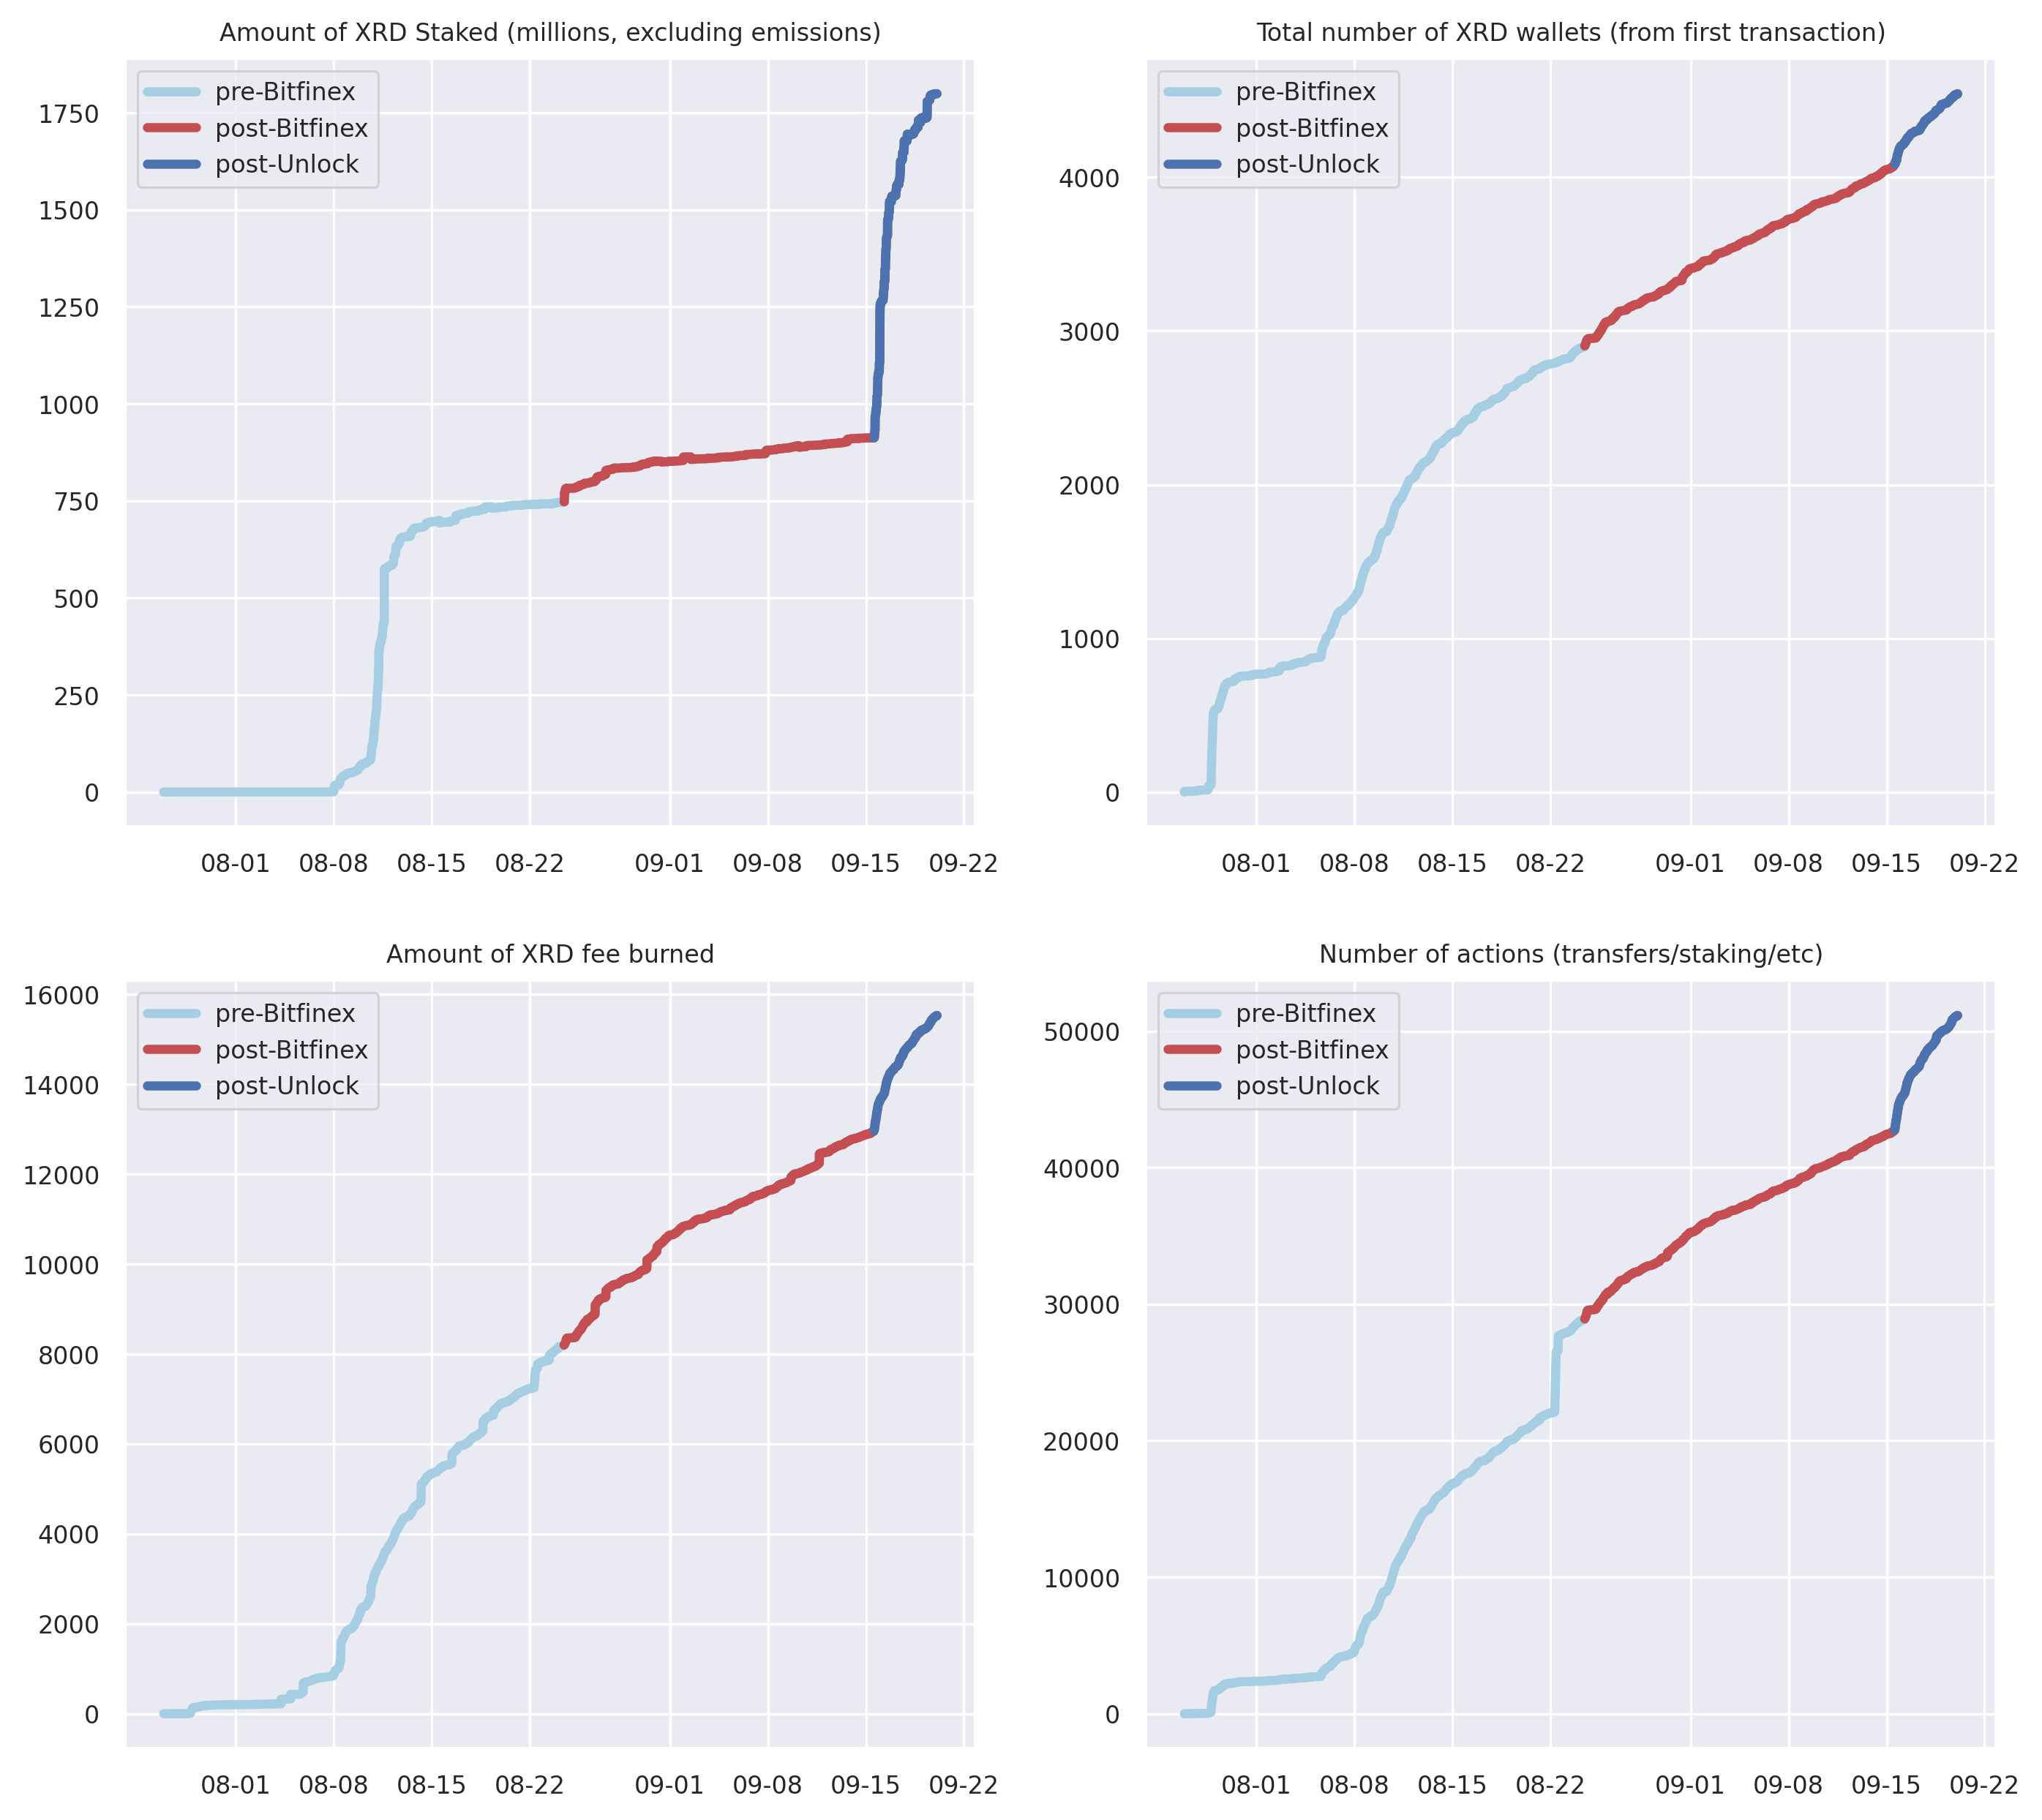 Amount of XRD Staked (millions, excluding emissions)
pre-Bitfinex
post-Bitfinex
post-Unlock
1750
1500
1250
1000
750
500
250
0
08-01 08-08 08-15 08-22 09-01 09-08 09-15 09-22
Total number of XRD wallets (from first transaction)
pre-Bitfinex
post-Bitfinex
post-Unlock
4000
3000
2000
1000
0
08-01 08-08 08-15 08-22 09-01 09-08 09-15 09-22
Amount of XRD fee burned
pre-Bitfinex
post-Bitfinex
post-Unlock
16000
14000
12000
10000
8000
6000
4000
2000
0
08-01 08-08 08-15 08-22 09-01 09-08 09-15 09-22
Number of actions (transfers/staking/etc)
pre-Bitfinex
post-Bitfinex
post-Unlock
50000
40000
30000
20000
10000
0
08-01 08-08 08-15 08-22 09-01 09-08 09-15 09-22